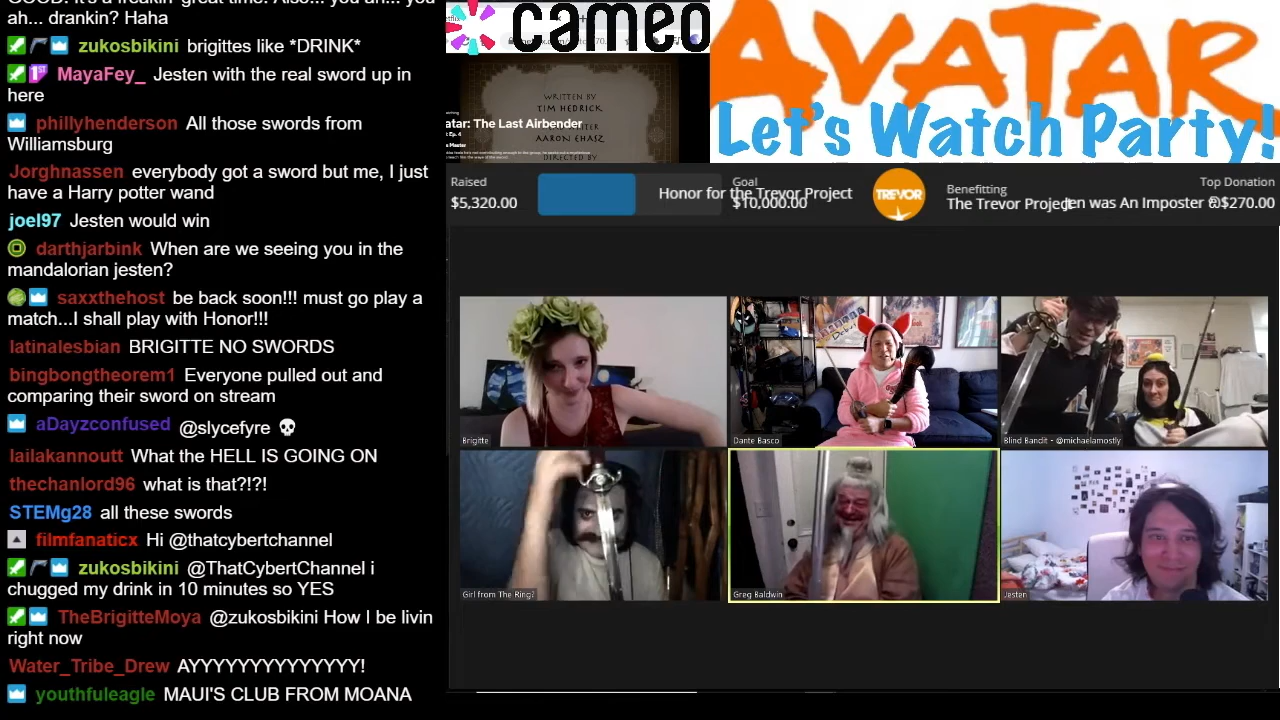 GOOD. It's a freakin' great time. Also... you ah... you
ah... drankin? Haha
zukosbikini brigittes like *DRINK*
MayaFey_ Jesten with the real sword up in
here
phillyhenderson All those swords from
Williamsburg
Jorghnassen everybody got a sword but me, I just
have a Harry potter wand
joel97 Jesten would win
darthjarbink When are we seeing you in the
mandalorian jesten?
saxxthehost be back soon!!! must go play a
match...I shall play with Honor!!!
latinalesbian BRIGITTE NO SWORDS
bingbongtheorem1 Everyone pulled out and
comparing their sword on stream
aDayzconfused @slycefyre 💀
lailakannoutt What the HELL IS GOING ON
thechanlord96 what is that?!?!
STEMg28 all these swords
filmfanaticx Hi @thatcybertchannel
zukosbikini @ThatCybertChannel i
chugged my drink in 10 minutes so YES
TheBrigitteMoya @zukosbikini How I be livin
right now
Water_Tribe_Drew AYYYYYYYYYYYYYY!
youthfuleagle MAUI'S CLUB FROM MOANA
cameo
WRITTEN BY
TIM HEDRICK
atar: The Last Airbender
AARON EHASZ
DIRECTED BY
AVATAR
Let's Watch Party!
Raised
$5,320.00
Honor for the Trevor Project
Goal
$10,000.00
TREVOR
Benefitting
The Trevor Project
Top Donation
Jen was An Imposter
$270.00
Brigitte
Dante Basco
Blind Bandit - @michaelamostly
Girl from The Ring?
Greg Baldwin
Jesten